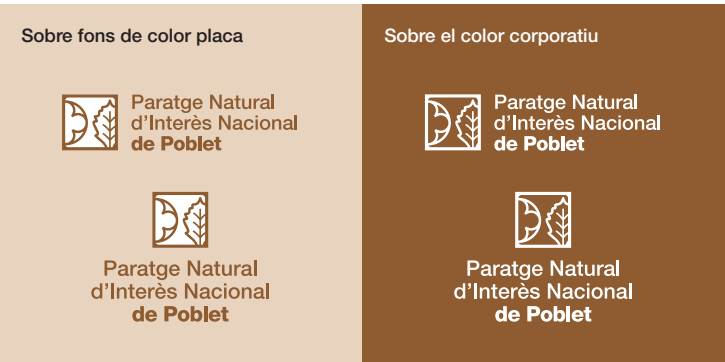 Sobre fons de color placa
Paratge Natural
d'Interès Nacional
de Poblet
Paratge Natural
d'Interès Nacional
de Poblet
Sobre el color corporatiu
Paratge Natural
d'Interès Nacional
de Poblet
Paratge Natural
d'Interès Nacional
de Poblet